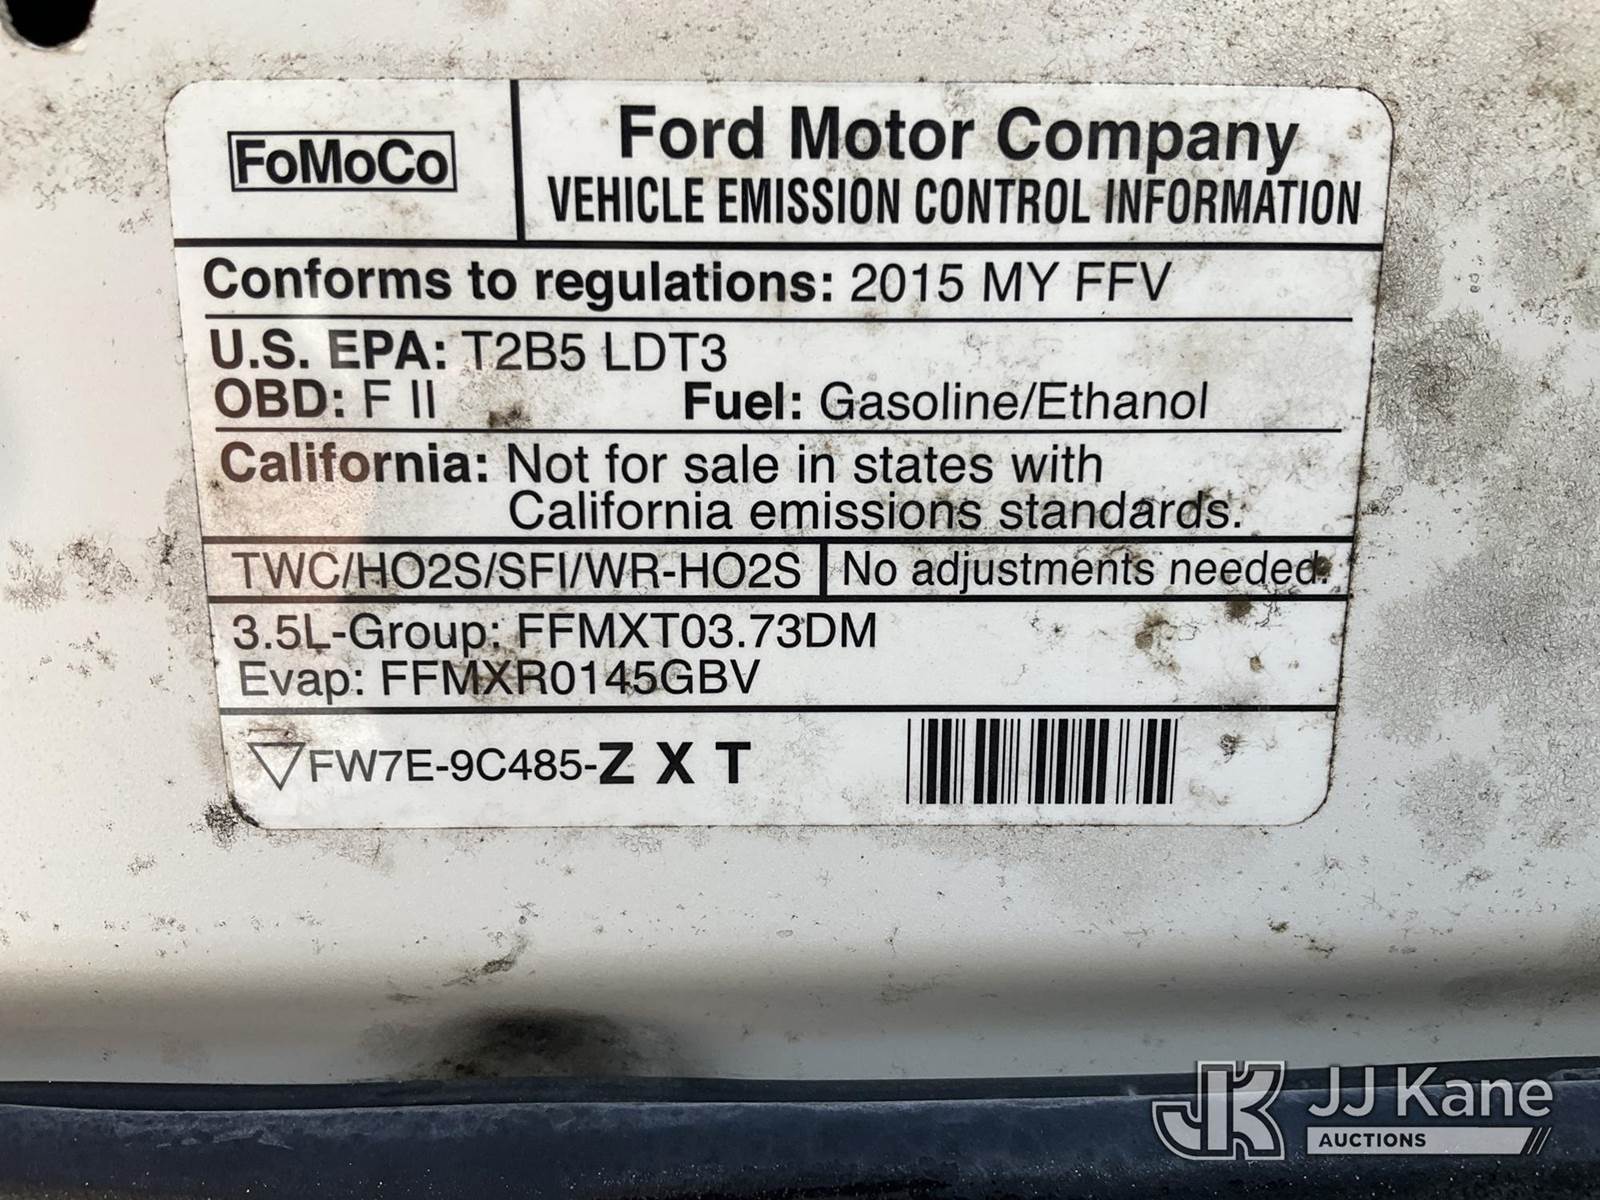 FoMoCo
Ford Motor Company
VEHICLE EMISSION CONTROL INFORMATION
Conforms to regulations: 2015 MY FFV
U.S. EPA: T2B5 LDT3
OBD: F II Fuel: Gasoline/Ethanol
California: Not for sale in states with
California emissions standards.
TWC/HO2S/SFI/WR-HO2S No adjustments needed.
3.5L-Group: FFMXT03.73DM
Evap: FFMXR0145GBV
FW7E-9C485-Z X T
JK JJ Kane
AUCTIONS